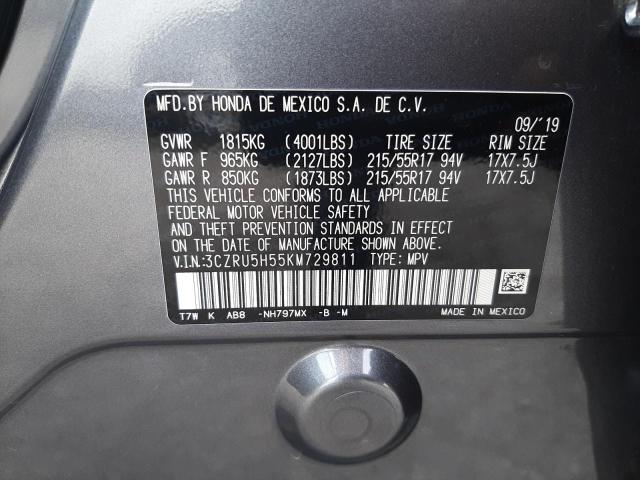 MFD.BY HONDA DE MEXICO S.A. DE C.V.
09/'19
GVWR 1815KG (4001LBS) TIRE SIZE RIM SIZE
GAWR F 965KG (2127LBS) 215/55R17 94V 17X7.5J
GAWR R 850KG (1873LBS) 215/55R17 94V 17X7.5J
THIS VEHICLE CONFORMS TO ALL APPLICABLE
FEDERAL MOTOR VEHICLE SAFETY
AND THEFT PREVENTION STANDARDS IN EFFECT
ON THE DATE OF MANUFACTURE SHOWN ABOVE.
V.I.N:3CZRU5H55KM729811 TYPE: MPV
T7W K AB8 -NH797MX -B -M
MADE IN MEXICO